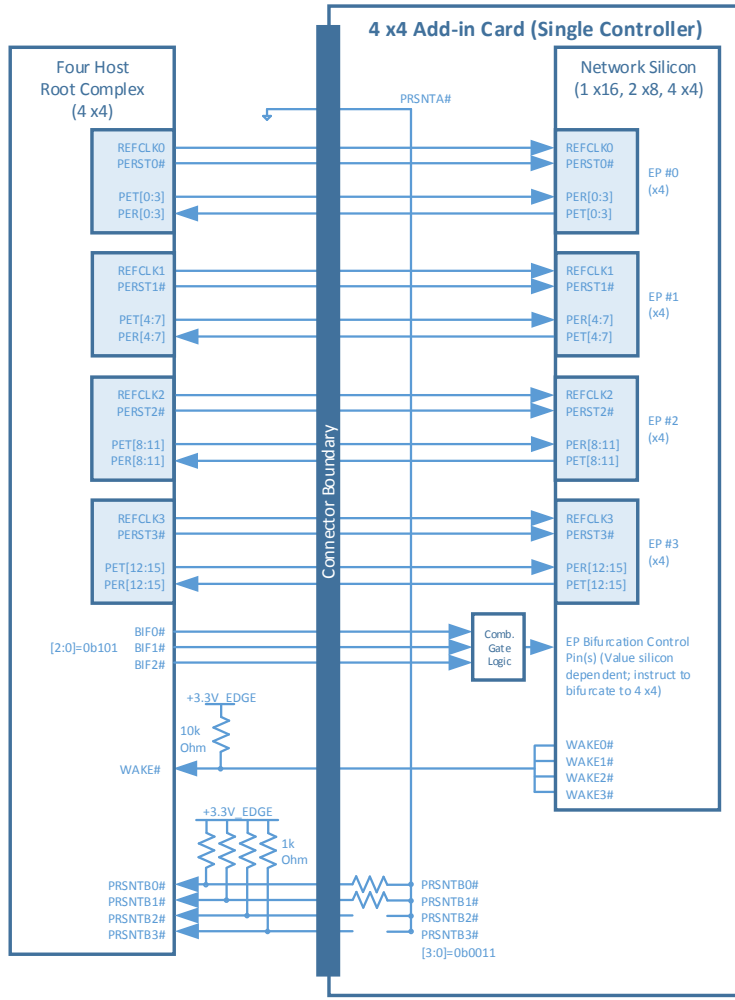 4 x4 Add-in Card (Single Controller)
Four Host
Root Complex
(4 x4)
Network Silicon
(1 x16, 2 x8, 4 x4)
PRSNTA#
REFCLK0
PERST0#
PET[0:3]
PER[0:3]
REFCLK0
PERST0#
PER[0:3]
PET[0:3]
EP #0
(x4)
REFCLK1
PERST1#
PET[4:7]
PER[4:7]
REFCLK1
PERST1#
PER[4:7]
PET[4:7]
EP #1
(x4)
REFCLK2
PERST2#
PET[8:11]
PER[8:11]
REFCLK2
PERST2#
PER[8:11]
PET[8:11]
EP #2
(x4)
REFCLK3
PERST3#
PET[12:15]
PER[12:15]
REFCLK3
PERST3#
PER[12:15]
PET[12:15]
EP #3
(x4)
Connector Boundary
[2:0]=0b101
BIF0#
BIF1#
BIF2#
Comb.
Gate
Logic
EP Bifurcation Control
Pin(s) (Value silicon
dependent; instruct to
bifurcate to 4 x4)
+3.3V_EDGE
10k
Ohm
WAKE#
WAKE0#
WAKE1#
WAKE2#
WAKE3#
+3.3V_EDGE
1k
Ohm
PRSNTB0#
PRSNTB1#
PRSNTB2#
PRSNTB3#
PRSNTB0#
PRSNTB1#
PRSNTB2#
PRSNTB3#
[3:0]=0b0011